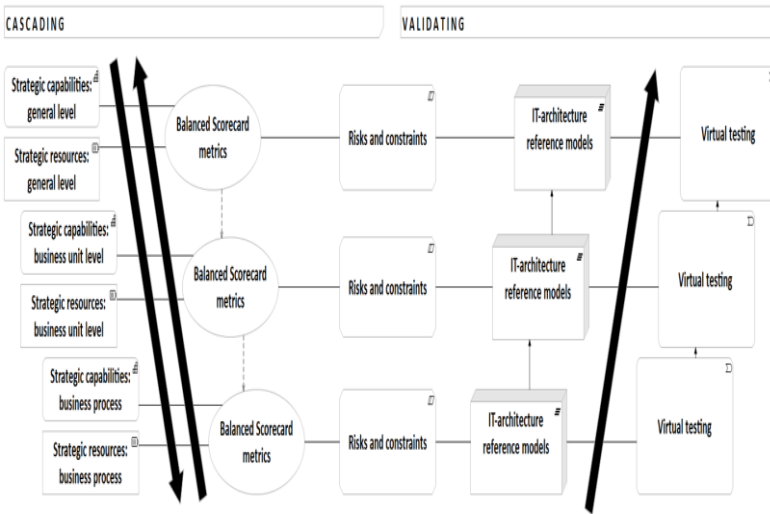 CASCADING
VALIDATING
Strategic capabilities:
general level
Strategic resources:
general level
Balanced Scorecard
metrics
Risks and constraints
IT-architecture
reference models
Virtual testing
Strategic capabilities:
business unit level
Strategic resources:
business unit level
Balanced Scorecard
metrics
Risks and constraints
IT-architecture
reference models
Virtual testing
Strategic capabilities:
business process
Strategic resources:
business process
Balanced Scorecard
metrics
Risks and constraints
IT-architecture
reference models
Virtual testing